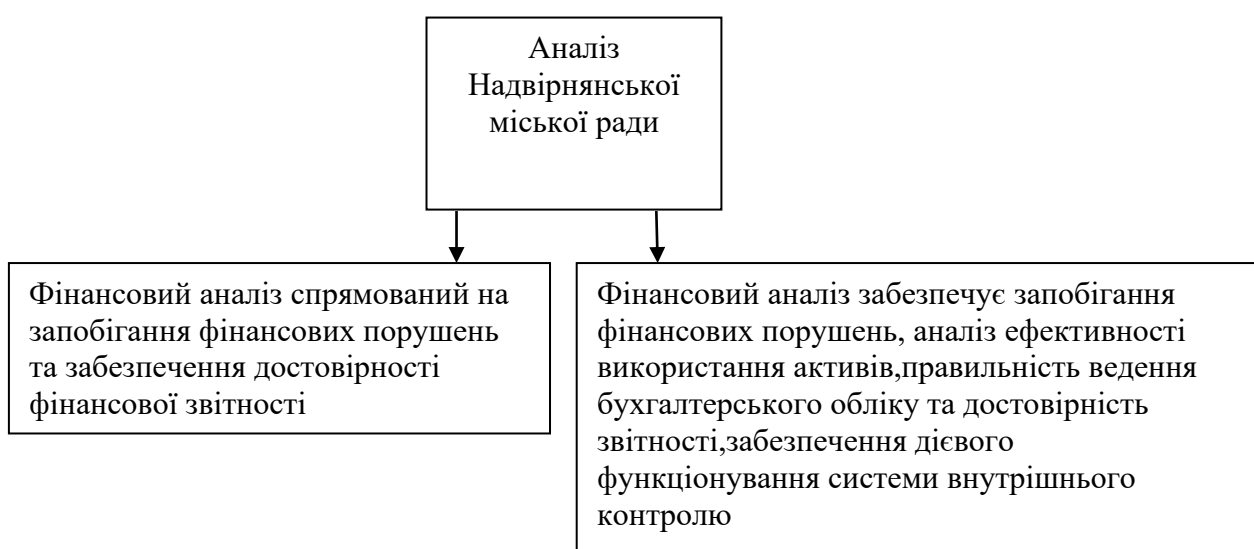 Аналіз
Надвірнянської
міської ради
Фінансовий аналіз спрямований на
запобігання фінансових порушень
та забезпечення достовірності
фінансової звітності
Фінансовий аналіз забезпечує запобігання
фінансових порушень, аналіз ефективності
використання активів,правильність ведення
бухгалтерського обліку та достовірність
звітності,забезпечення дієвого
функціонування системи внутрішнього
контролю